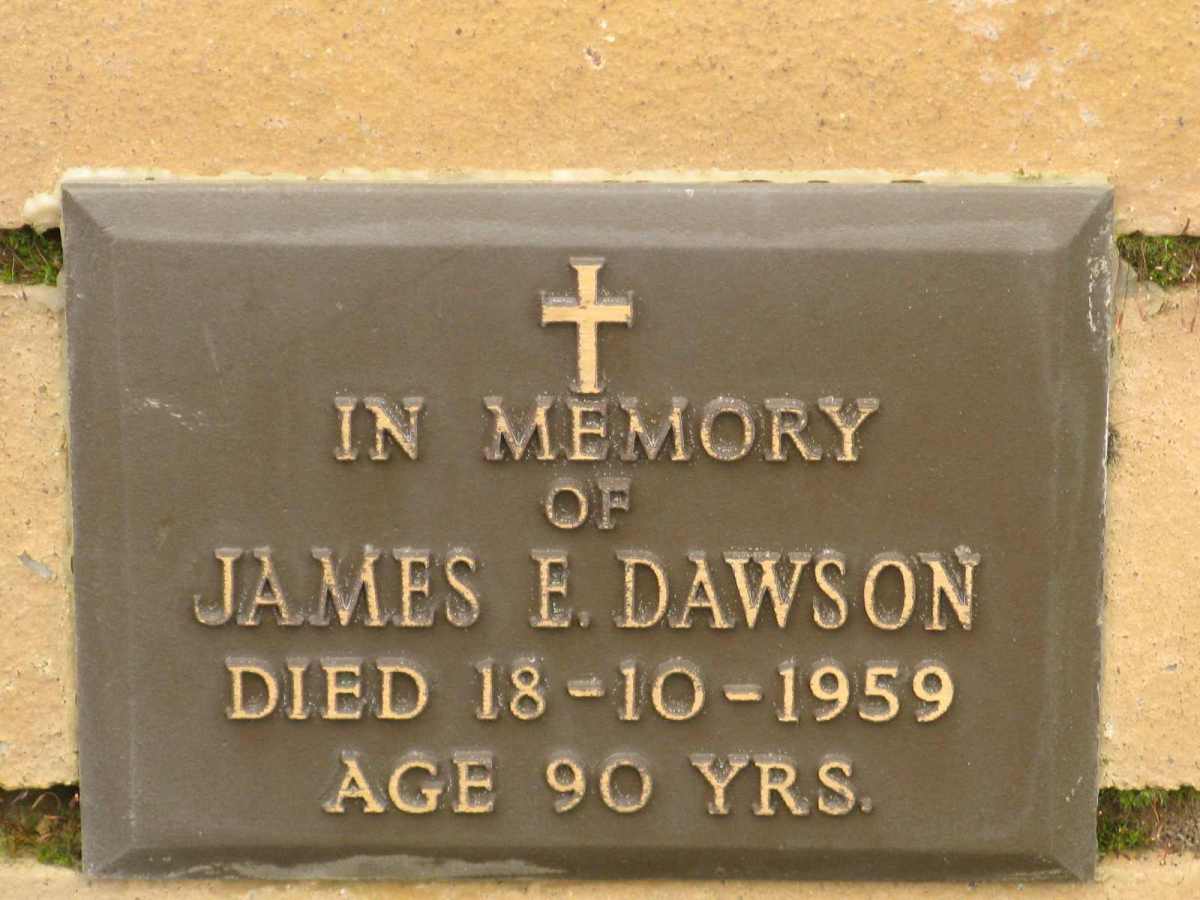 IN MEMORY
OF
JAMES E. DAWSON
DIED 18-10-1959
AGE 90 YRS.